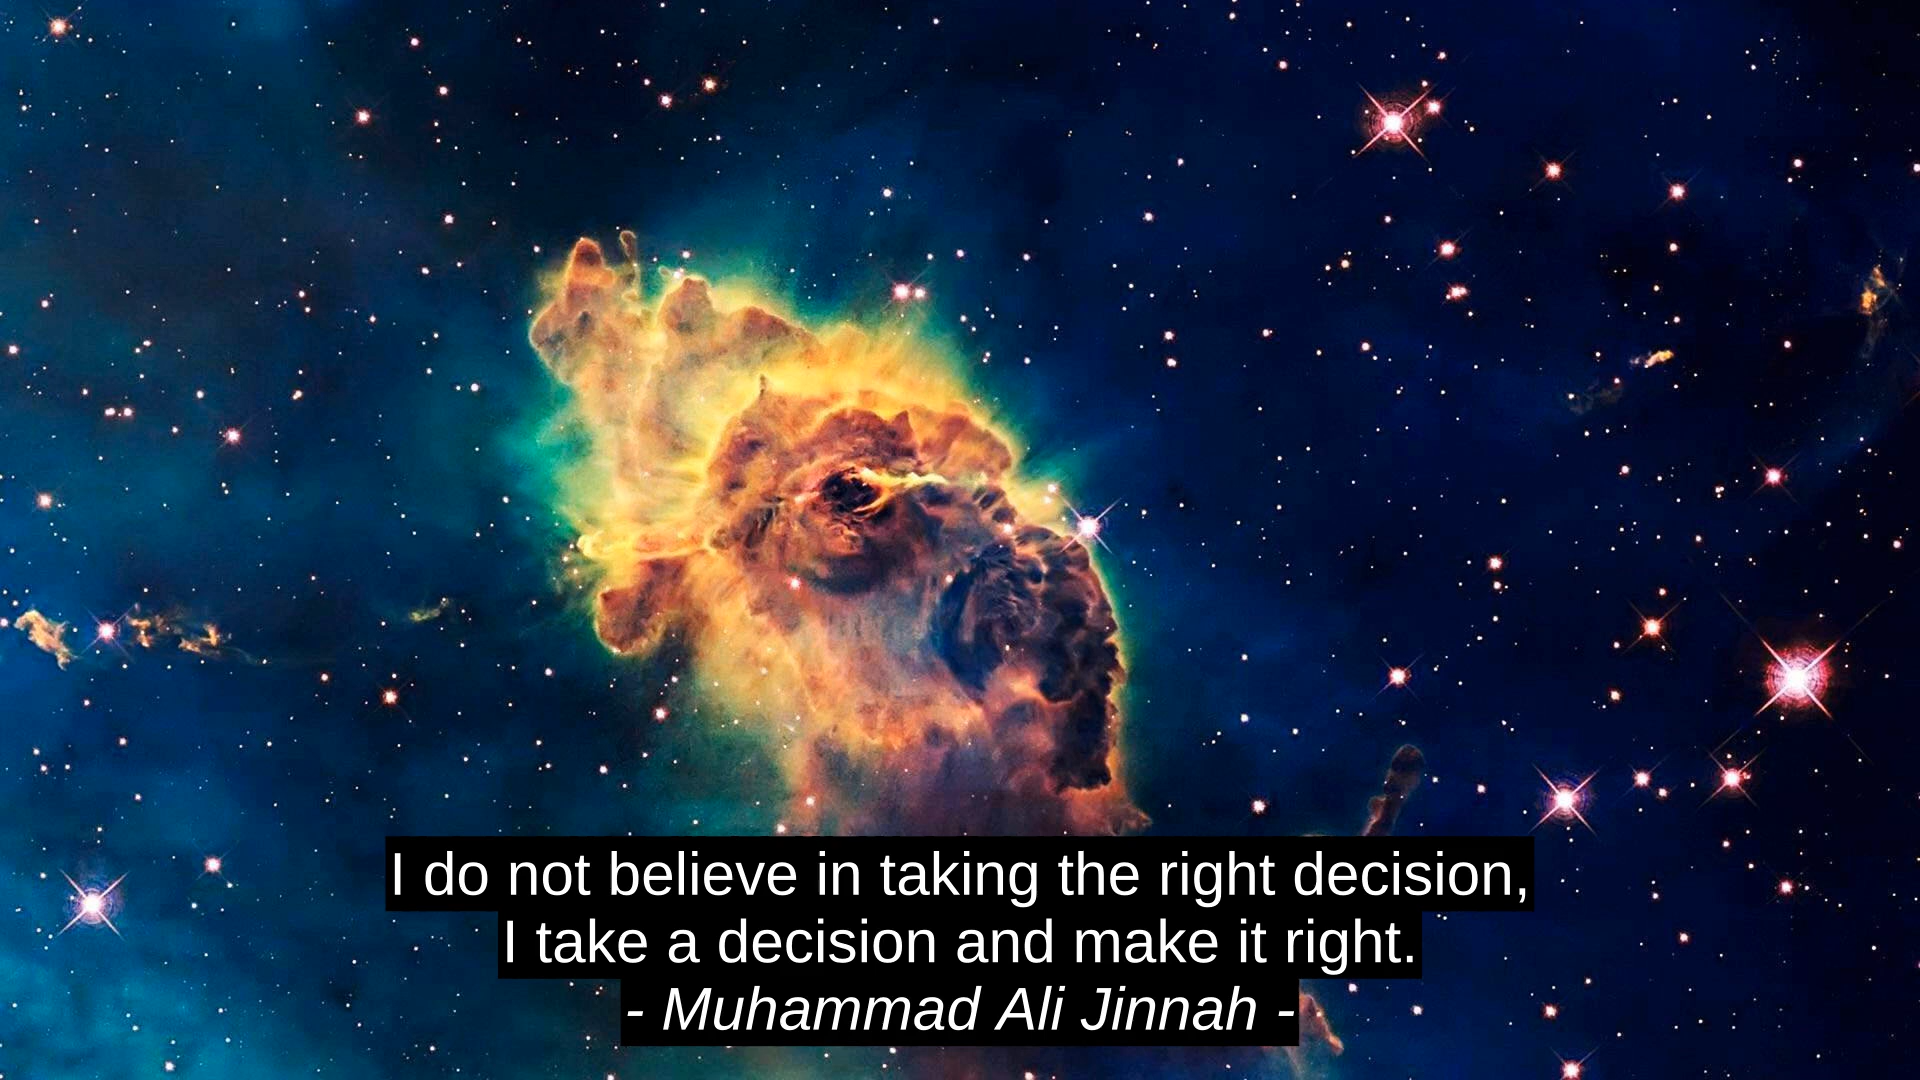 I do not believe in taking the right decision,
I take a decision and make it right.
- Muhammad Ali Jinnah -